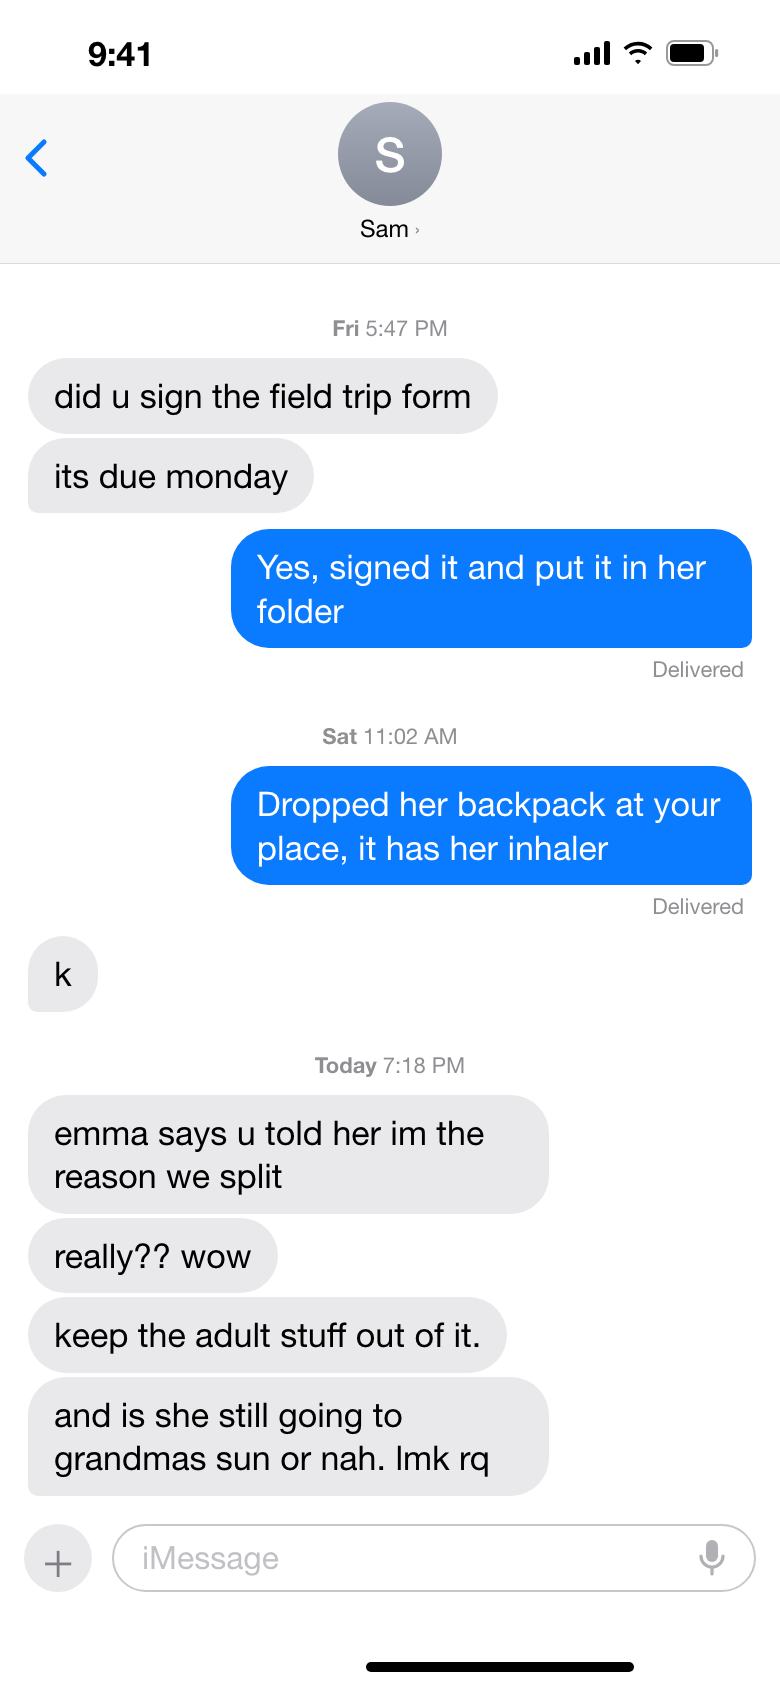 9:41
S
Sam ›
Fri 5:47 PM
did u sign the field trip form
its due monday
Yes, signed it and put it in her
folder
Delivered
Sat 11:02 AM
Dropped her backpack at your
place, it has her inhaler
Delivered
k
Today 7:18 PM
emma says u told her im the
reason we split
really?? wow
keep the adult stuff out of it.
and is she still going to
grandmas sun or nah. lmk rq
iMessage